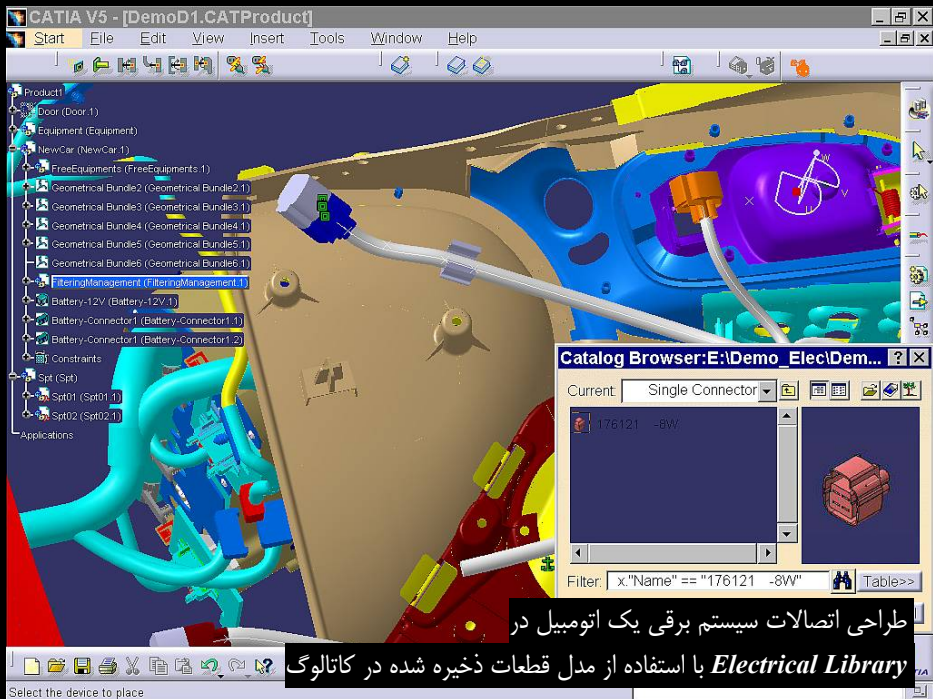 CATIA V5 - [DemoD1.CATProduct]
Start File Edit View Insert Tools Window Help
Product1
Door (Door.1)
Equipment (Equipment)
NewCar (NewCar.1)
FreeEquipments (FreeEquipments.1)
Geometrical Bundle2 (Geometrical Bundle2.1)
Geometrical Bundle3 (Geometrical Bundle3.1)
Geometrical Bundle4 (Geometrical Bundle4.1)
Geometrical Bundle5 (Geometrical Bundle5.1)
Geometrical Bundle6 (Geometrical Bundle6.1)
FilteringManagement (FilteringManagement.1)
Battery-12V (Battery-12V.1)
Battery-Connector1 (Battery-Connector1.1)
Battery-Connector1 (Battery-Connector1.2)
Constraints
Spt (Spt)
Spt01 (Spt01.1)
Spt02 (Spt02.1)
Applications
W
V
U
Catalog Browser:E:\Demo_Elec\Dem...
Current: Single Connector
176121 -8W
Filter: x."Name" == "176121 -8W" Table>>
طراحی اتصالات سیستم برقی یک اتومبیل در
Electrical Library با استفاده از مدل قطعات ذخیره شده در کاتالوگ
Select the device to place